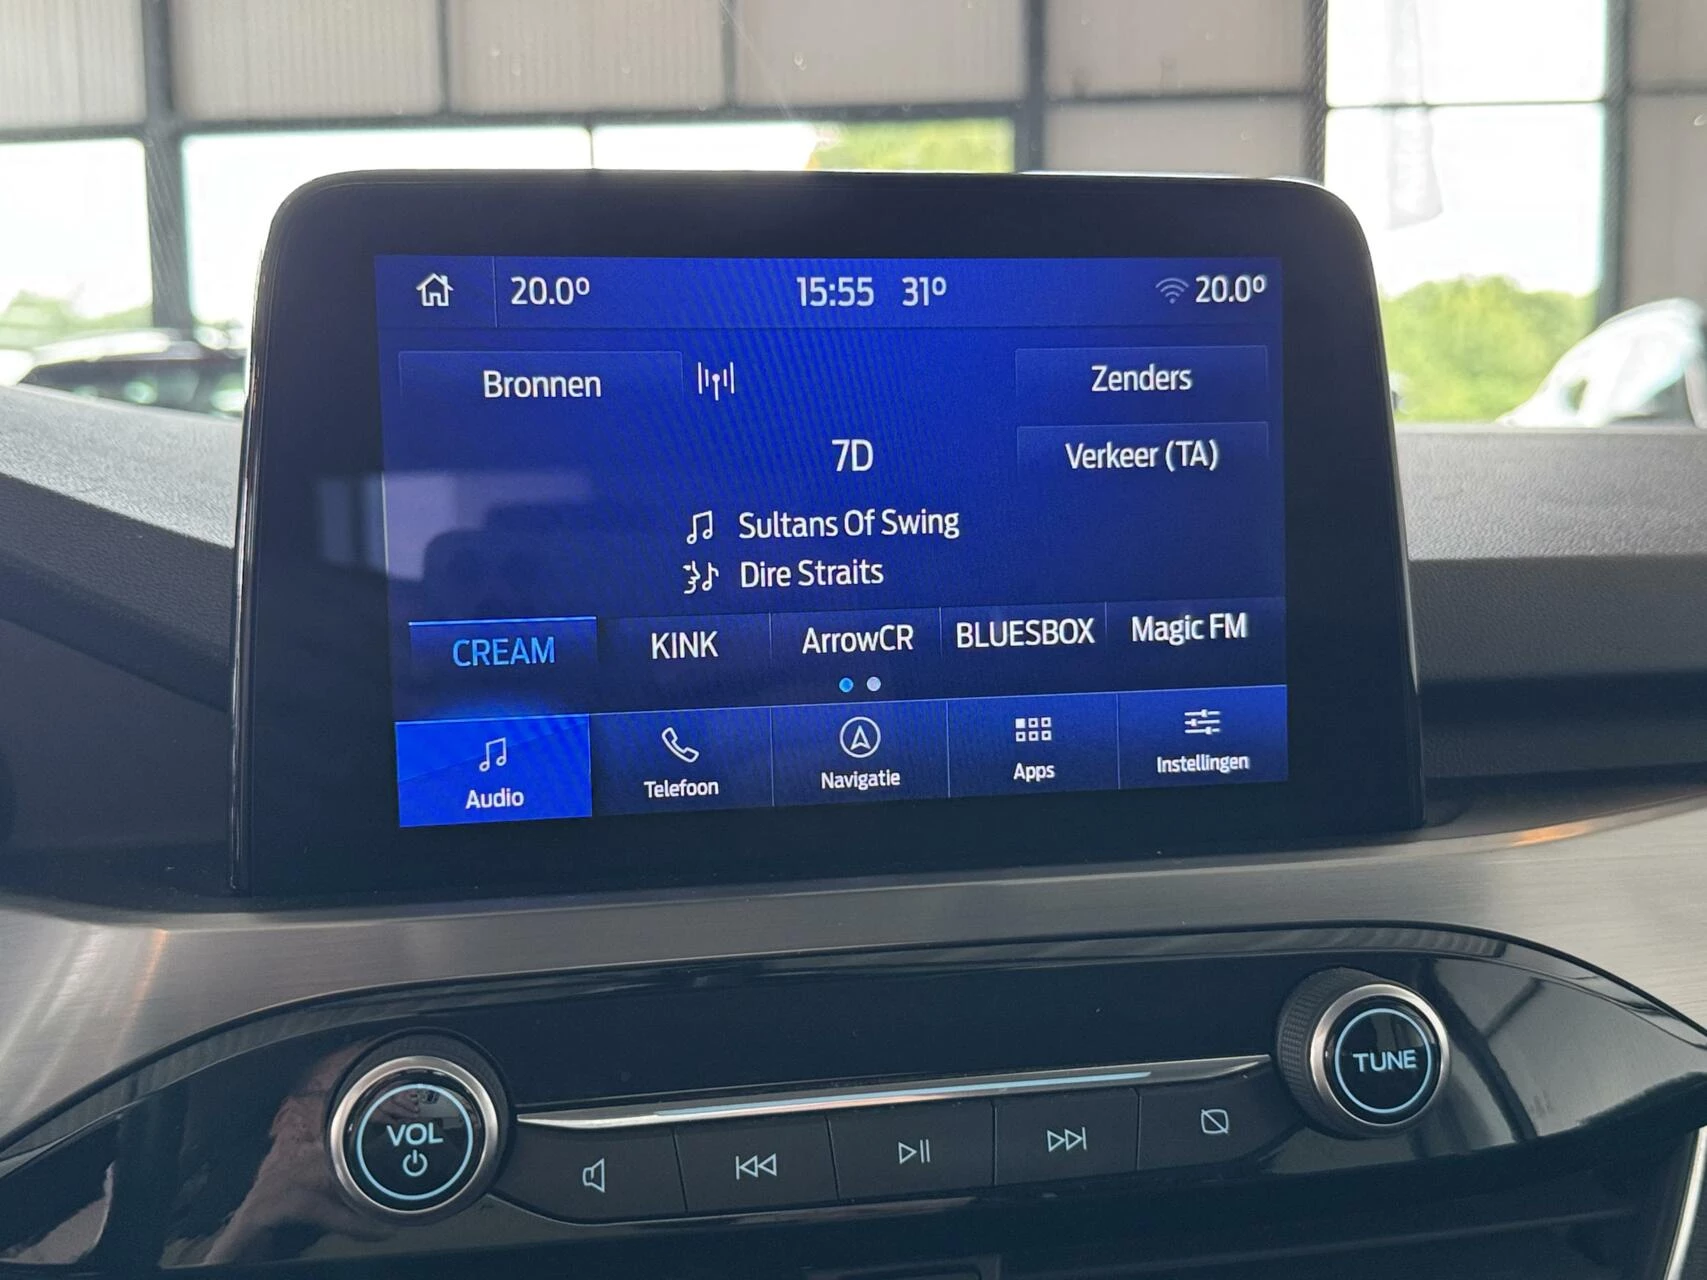 20.0° 15:55 31° 20.0°
Bronnen Zenders
7D Verkeer (TA)
Sultans Of Swing
Dire Straits
CREAM KINK ArrowCR BLUESBOX Magic FM
Audio Telefoon Navigatie Apps Instellingen
VOL TUNE